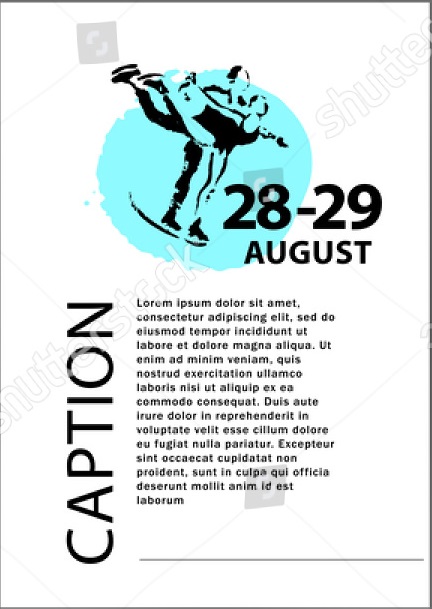 28-29
AUGUST
CAPTION
Lorem ipsum dolor sit amet,
consectetur adipiscing elit, sed do
eiusmod tempor incididunt ut
labore et dolore magna aliqua. Ut
enim ad minim veniam, quis
nostrud exercitation ullamco
laboris nisi ut aliquip ex ea
commodo consequat. Duis aute
irure dolor in reprehenderit in
voluptate velit esse cillum dolore
eu fugiat nulla pariatur. Excepteur
sint occaecat cupidatat non
proident, sunt in culpa qui officia
deserunt mollit anim id est
laborum
shutterstock